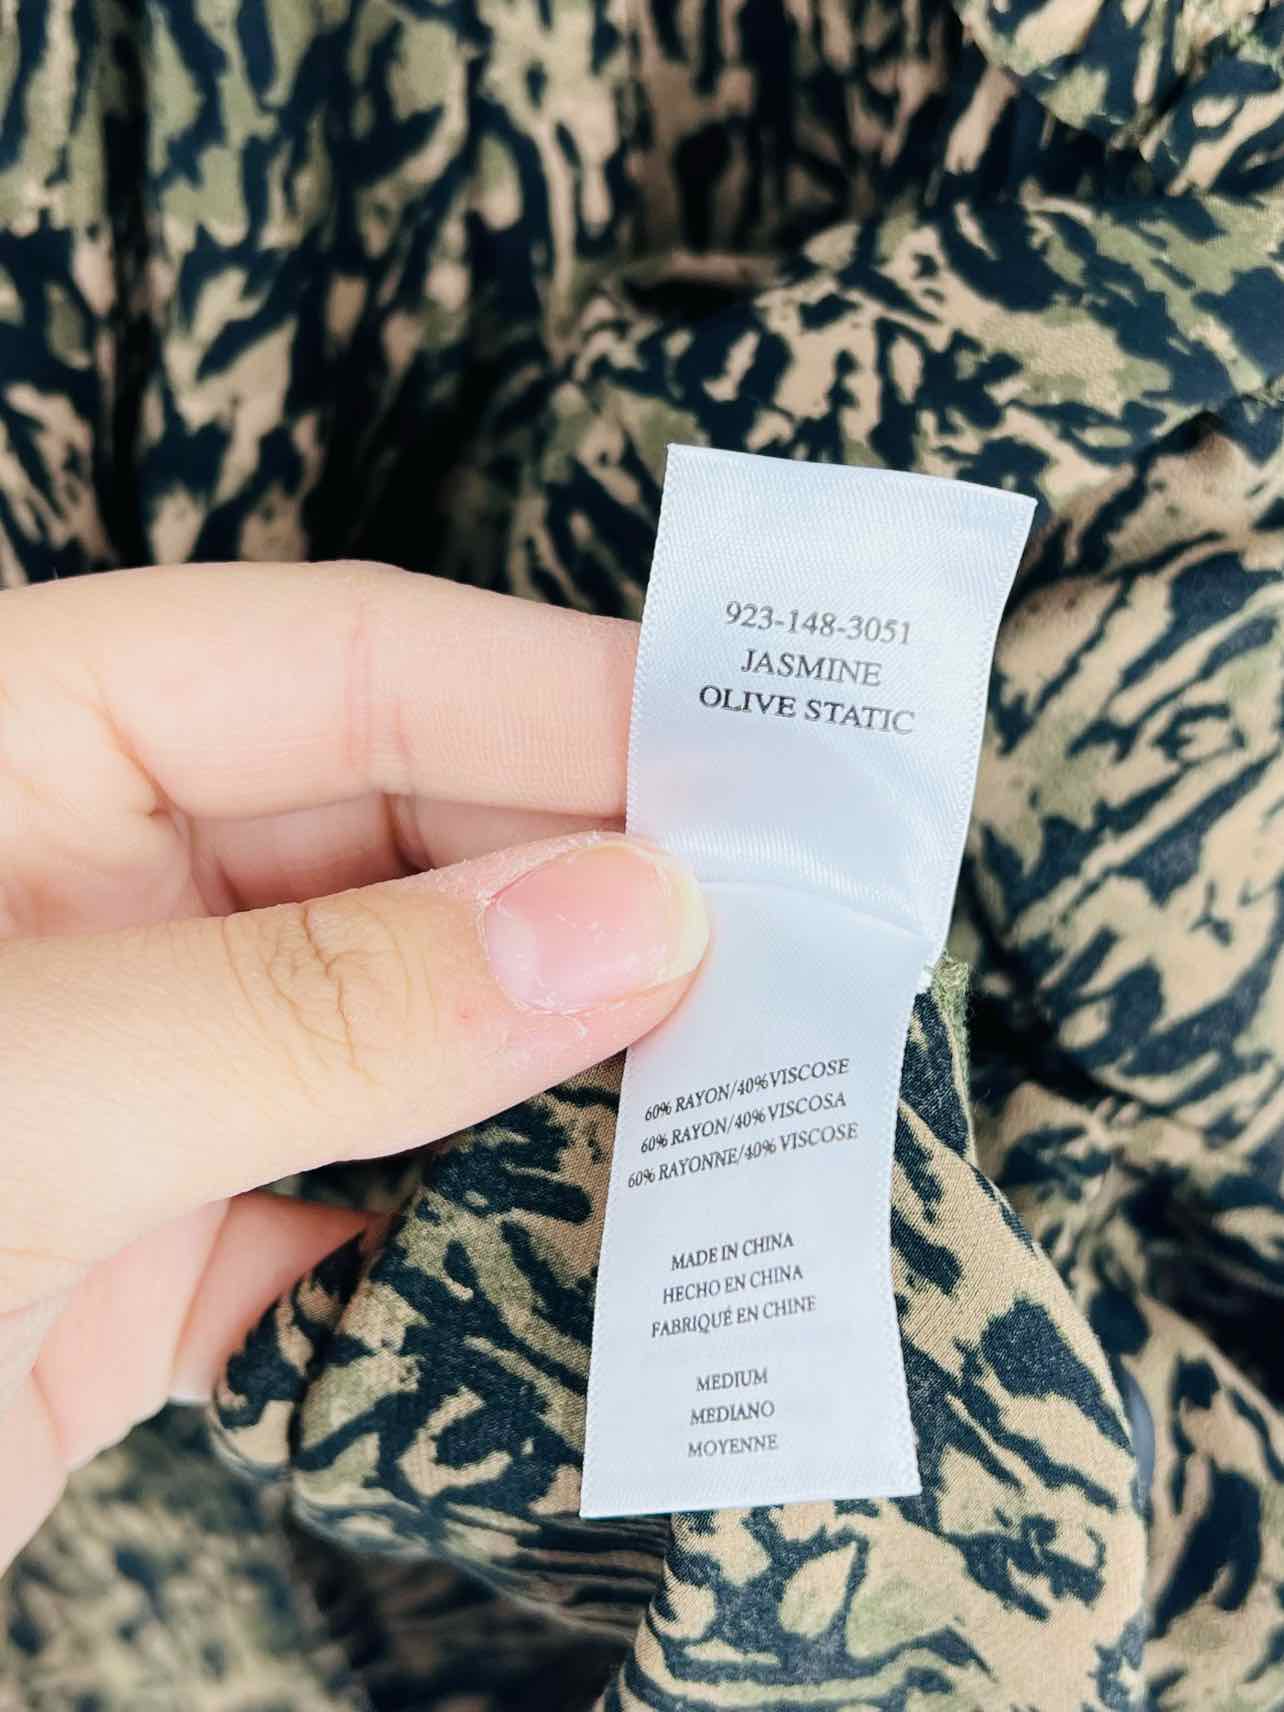 923-148-3051
JASMINE
OLIVE STATIC
60% RAYON/40%VISCOSE
60% RAYON/40% VISCOSA
60% RAYONNE/40% VISCOSE
MADE IN CHINA
HECHO EN CHINA
FABRIQUÉ EN CHINE
MEDIUM
MEDIANO
MOYENNE